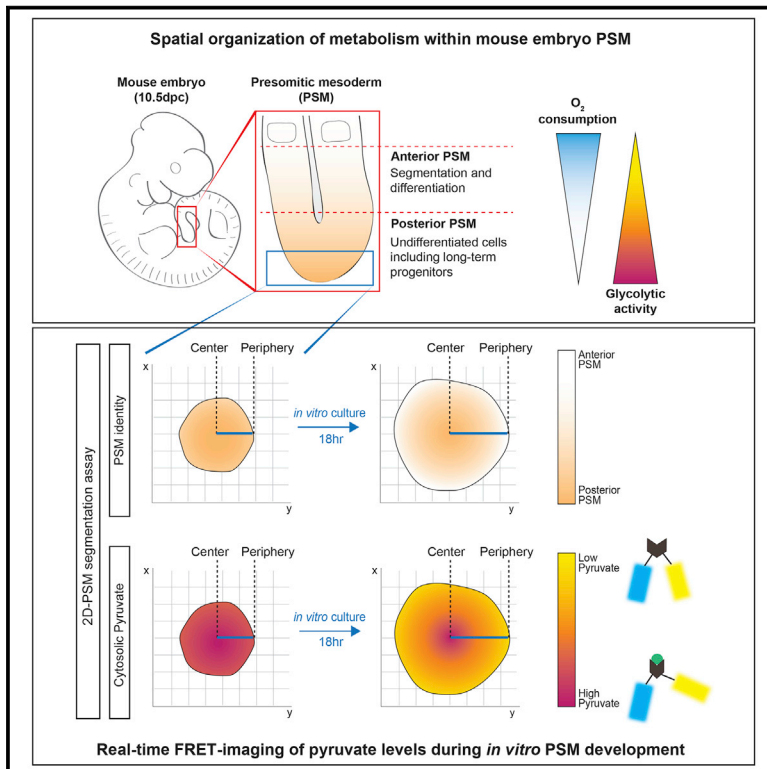 Spatial organization of metabolism within mouse embryo PSM
Mouse embryo
(10.5dpc)
Presomitic mesoderm
(PSM)
O2
consumption
Anterior PSM
Segmentation and
differentiation
Posterior PSM
Undifferentiated cells
including long-term
progenitors
Glycolytic
activity
2D-PSM segmentation assay
PSM identity
Center
Periphery
x
y
in vitro culture
18hr
Center
Periphery
x
y
Anterior
PSM
Posterior
PSM
Cytosolic Pyruvate
Center
Periphery
x
y
in vitro culture
18hr
Center
Periphery
x
y
Low
Pyruvate
High
Pyruvate
Real-time FRET-imaging of pyruvate levels during in vitro PSM development